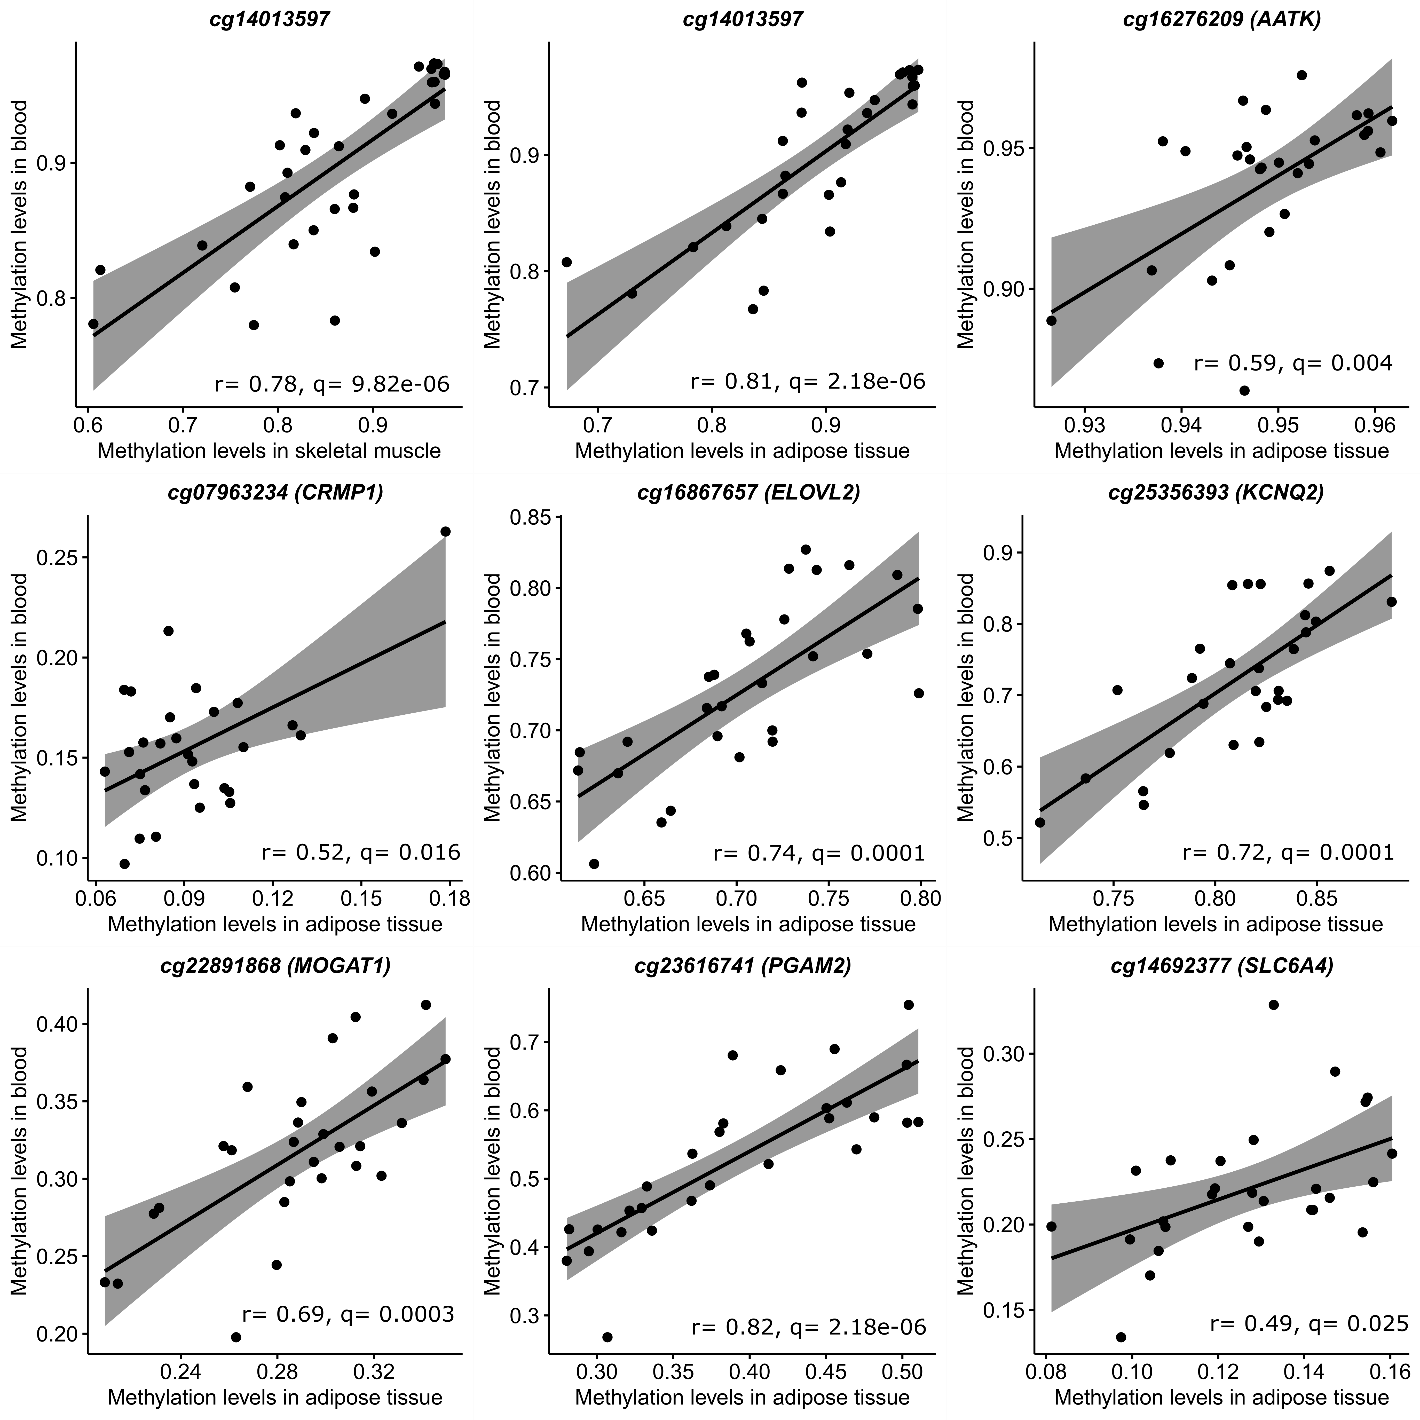 cg14013597
Methylation levels in blood
0.9
0.8
r= 0.78, q= 9.82e-06
0.6 0.7 0.8 0.9
Methylation levels in skeletal muscle
cg14013597
Methylation levels in blood
0.9
0.8
0.7
r= 0.81, q= 2.18e-06
0.7 0.8 0.9
Methylation levels in adipose tissue
cg16276209 (AATK)
Methylation levels in blood
0.95
0.90
r= 0.59, q= 0.004
0.93 0.94 0.95 0.96
Methylation levels in adipose tissue
cg07963234 (CRMP1)
Methylation levels in blood
0.25
0.20
0.15
0.10
r= 0.52, q= 0.016
0.06 0.09 0.12 0.15 0.18
Methylation levels in adipose tissue
cg16867657 (ELOVL2)
Methylation levels in blood
0.85
0.80
0.75
0.70
0.65
0.60
r= 0.74, q= 0.0001
0.65 0.70 0.75 0.80
Methylation levels in adipose tissue
cg25356393 (KCNQ2)
Methylation levels in blood
0.9
0.8
0.7
0.6
0.5
r= 0.72, q= 0.0001
0.75 0.80 0.85
Methylation levels in adipose tissue
cg22891868 (MOGAT1)
Methylation levels in blood
0.40
0.35
0.30
0.25
0.20
r= 0.69, q= 0.0003
0.24 0.28 0.32
Methylation levels in adipose tissue
cg23616741 (PGAM2)
Methylation levels in blood
0.7
0.6
0.5
0.4
0.3
r= 0.82, q= 2.18e-06
0.30 0.35 0.40 0.45 0.50
Methylation levels in adipose tissue
cg14692377 (SLC6A4)
Methylation levels in blood
0.30
0.25
0.20
0.15
r= 0.49, q= 0.025
0.08 0.10 0.12 0.14 0.16
Methylation levels in adipose tissue